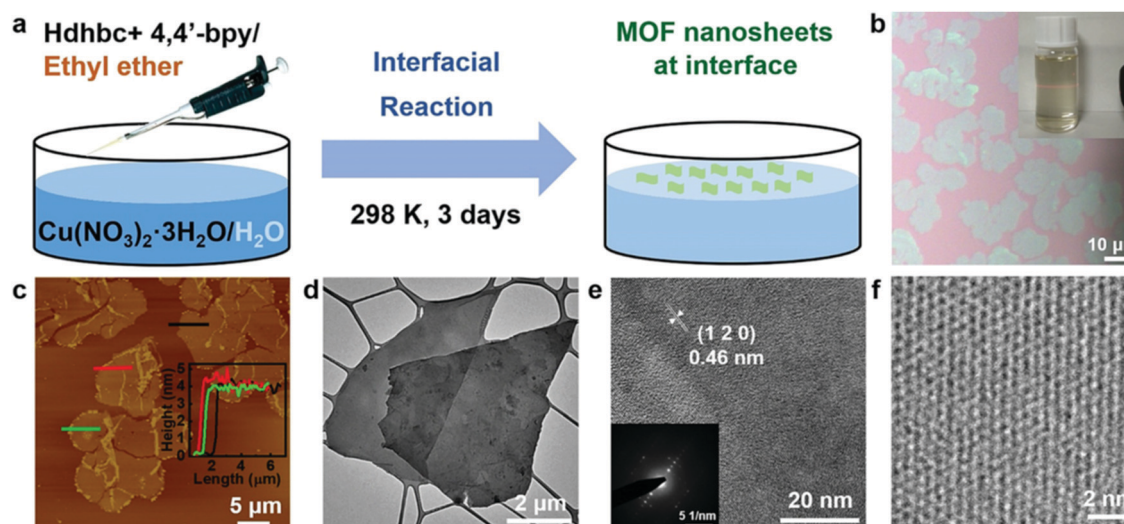 a
Hdhbc+ 4,4'-bpy/
Ethyl ether
Cu(NO₃)₂·3H₂O/H₂O
Interfacial
Reaction
298 K, 3 days
MOF nanosheets
at interface
b
10 μ
c
Height (nm)
5
4
3
2
1
0
2 4 6
Length (μm)
5 μm
d
2 μm
e
(1 2 0)
0.46 nm
5 1/nm
20 nm
f
2 n